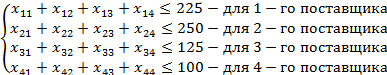 x₁₁ + x₁₂ + x₁₃ + x₁₄ ≤ 225 − для 1 − го поставщика
x₂₁ + x₂₂ + x₂₃ + x₂₄ ≤ 250 − для 2 − го поставщика
x₃₁ + x₃₂ + x₃₃ + x₃₄ ≤ 125 − для 3 − го поставщика
x₄₁ + x₄₂ + x₄₃ + x₄₄ ≤ 100 − для 4 − го поставщика